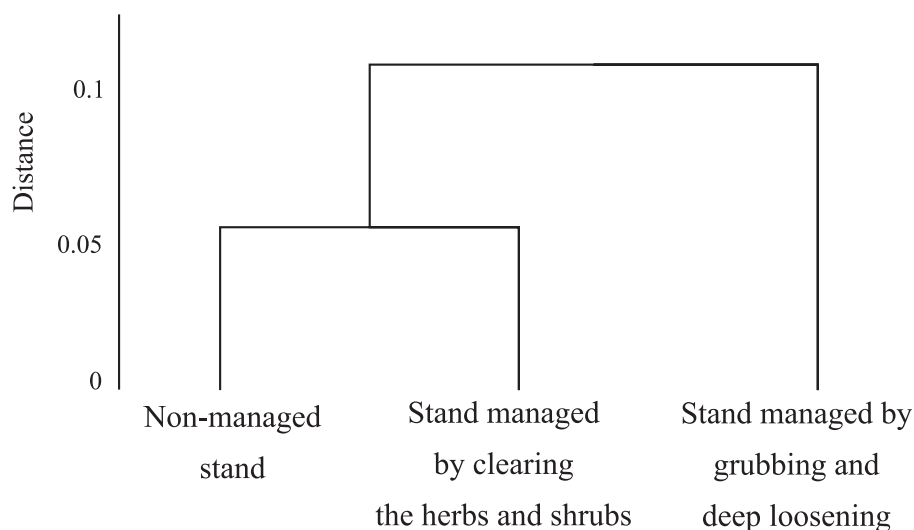 0.1
Distance
0.05
0
Non-managed
stand
Stand managed
by clearing
the herbs and shrubs
Stand managed by
grubbing and
deep loosening